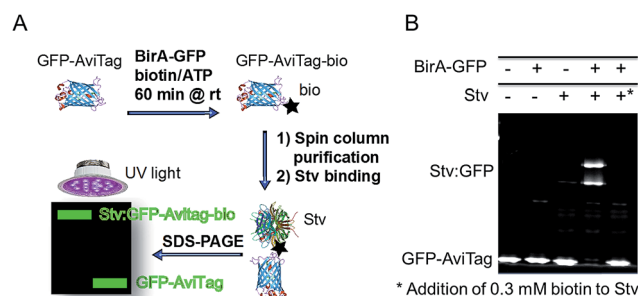 A
GFP-AviTag
BirA-GFP
biotin/ATP
60 min @ rt
GFP-AviTag-bio
bio
1) Spin column
purification
2) Stv binding
UV light
Stv:GFP-Avitag-bio
GFP-AviTag
SDS-PAGE
Stv
B
BirA-GFP - + - + +
Stv - - + + +*
Stv:GFP
GFP-AviTag
* Addition of 0.3 mM biotin to Stv